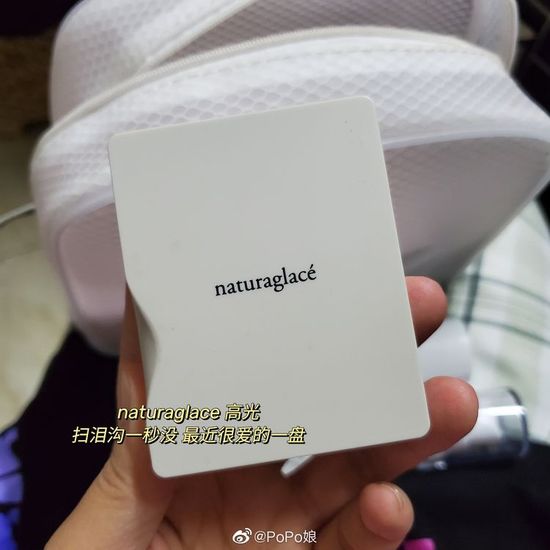 naturaglacé
naturaglace 高光
扫泪沟一秒没 最近很爱的一盘
@PoPo娘